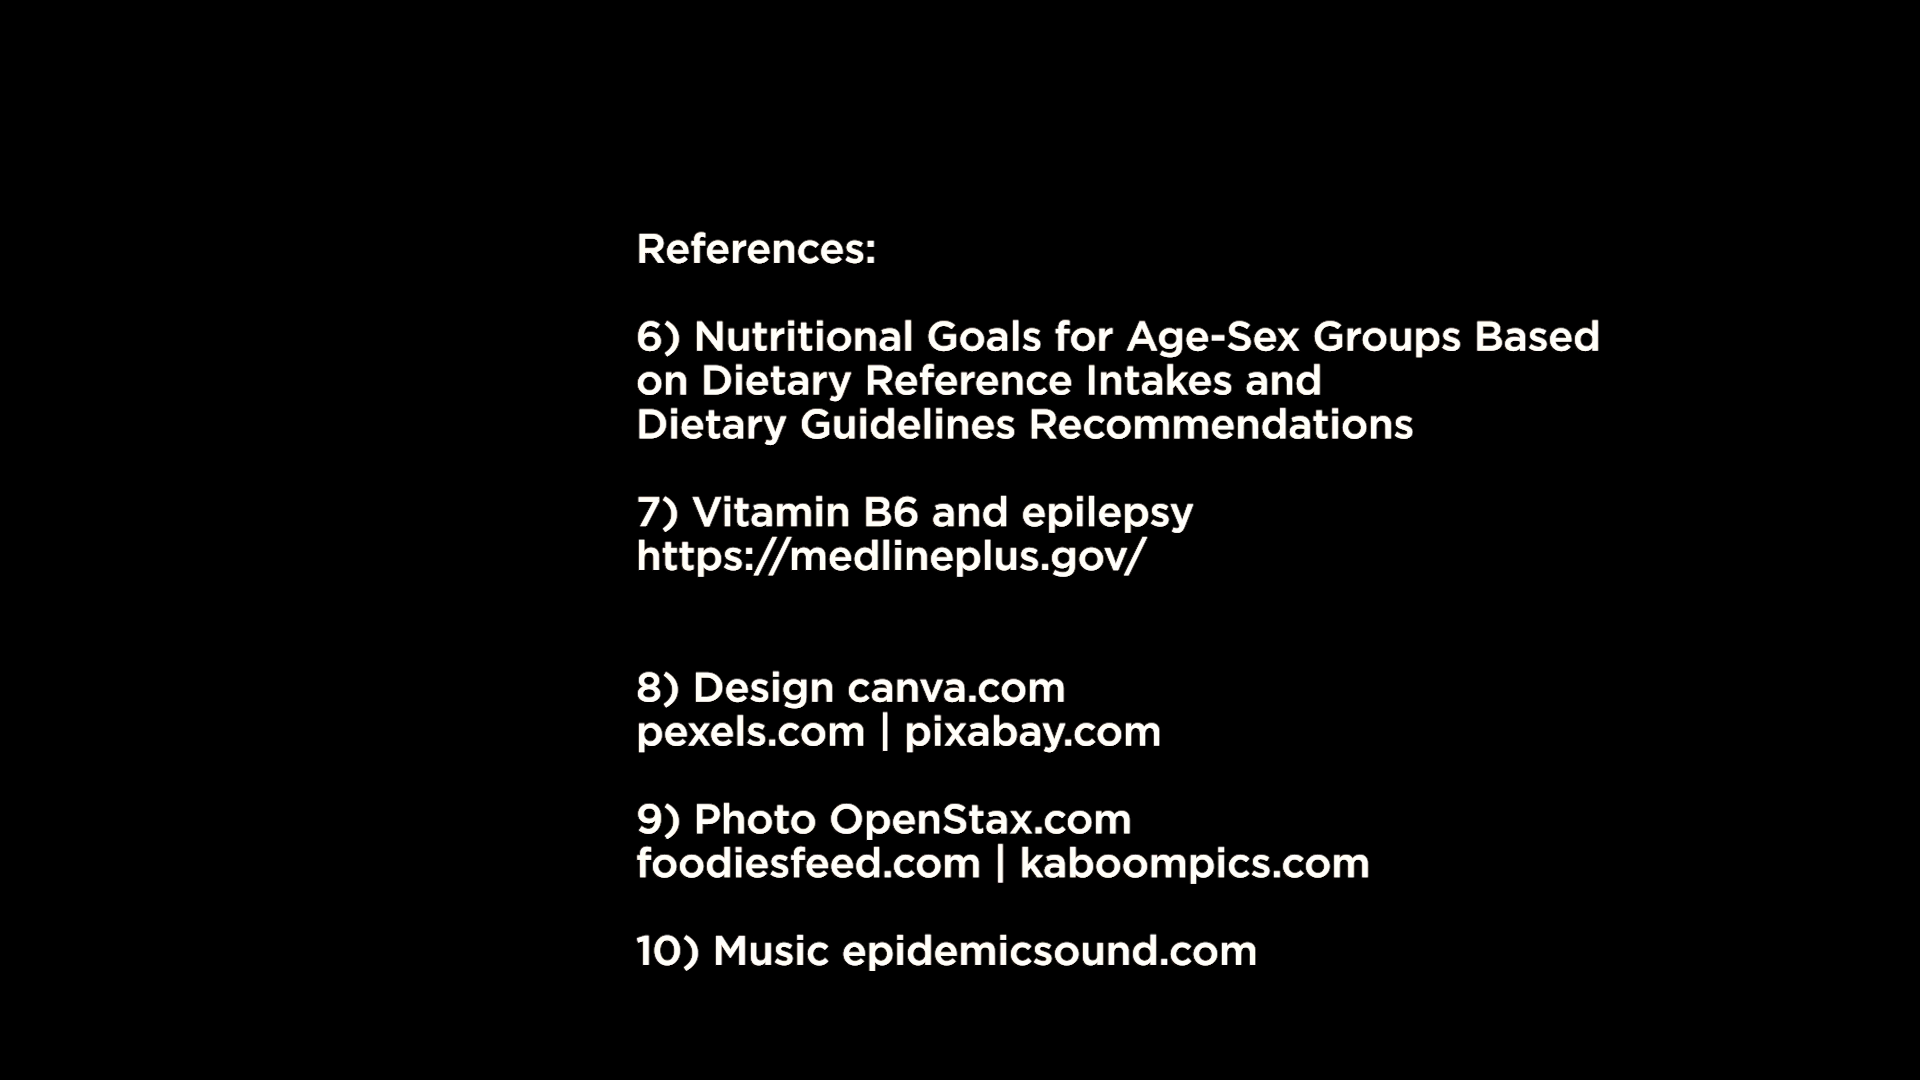 References:
6) Nutritional Goals for Age-Sex Groups Based
on Dietary Reference Intakes and
Dietary Guidelines Recommendations
7) Vitamin B6 and epilepsy
https://medlineplus.gov/
8) Design canva.com
pexels.com | pixabay.com
9) Photo OpenStax.com
foodiesfeed.com | kaboompics.com
10) Music epidemicsound.com